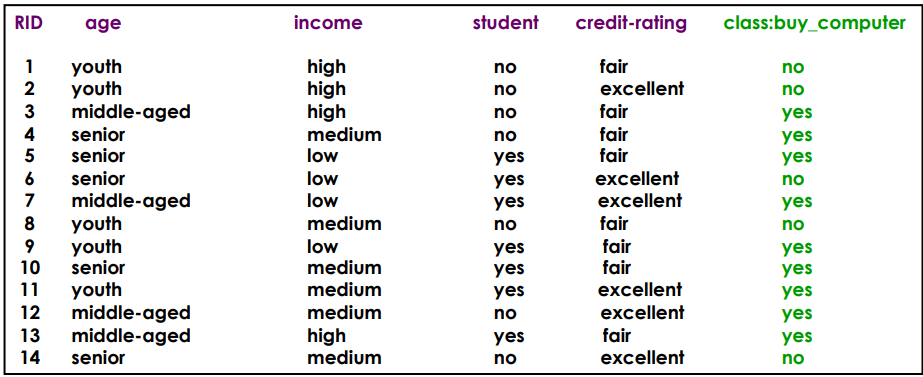 RID age income student credit-rating class:buy_computer
1 youth high no fair no
2 youth high no excellent no
3 middle-aged high no fair yes
4 senior medium no fair yes
5 senior low yes fair yes
6 senior low yes excellent no
7 middle-aged low yes excellent yes
8 youth medium no fair no
9 youth low yes fair yes
10 senior medium yes fair yes
11 youth medium yes excellent yes
12 middle-aged medium no excellent yes
13 middle-aged high yes fair yes
14 senior medium no excellent no